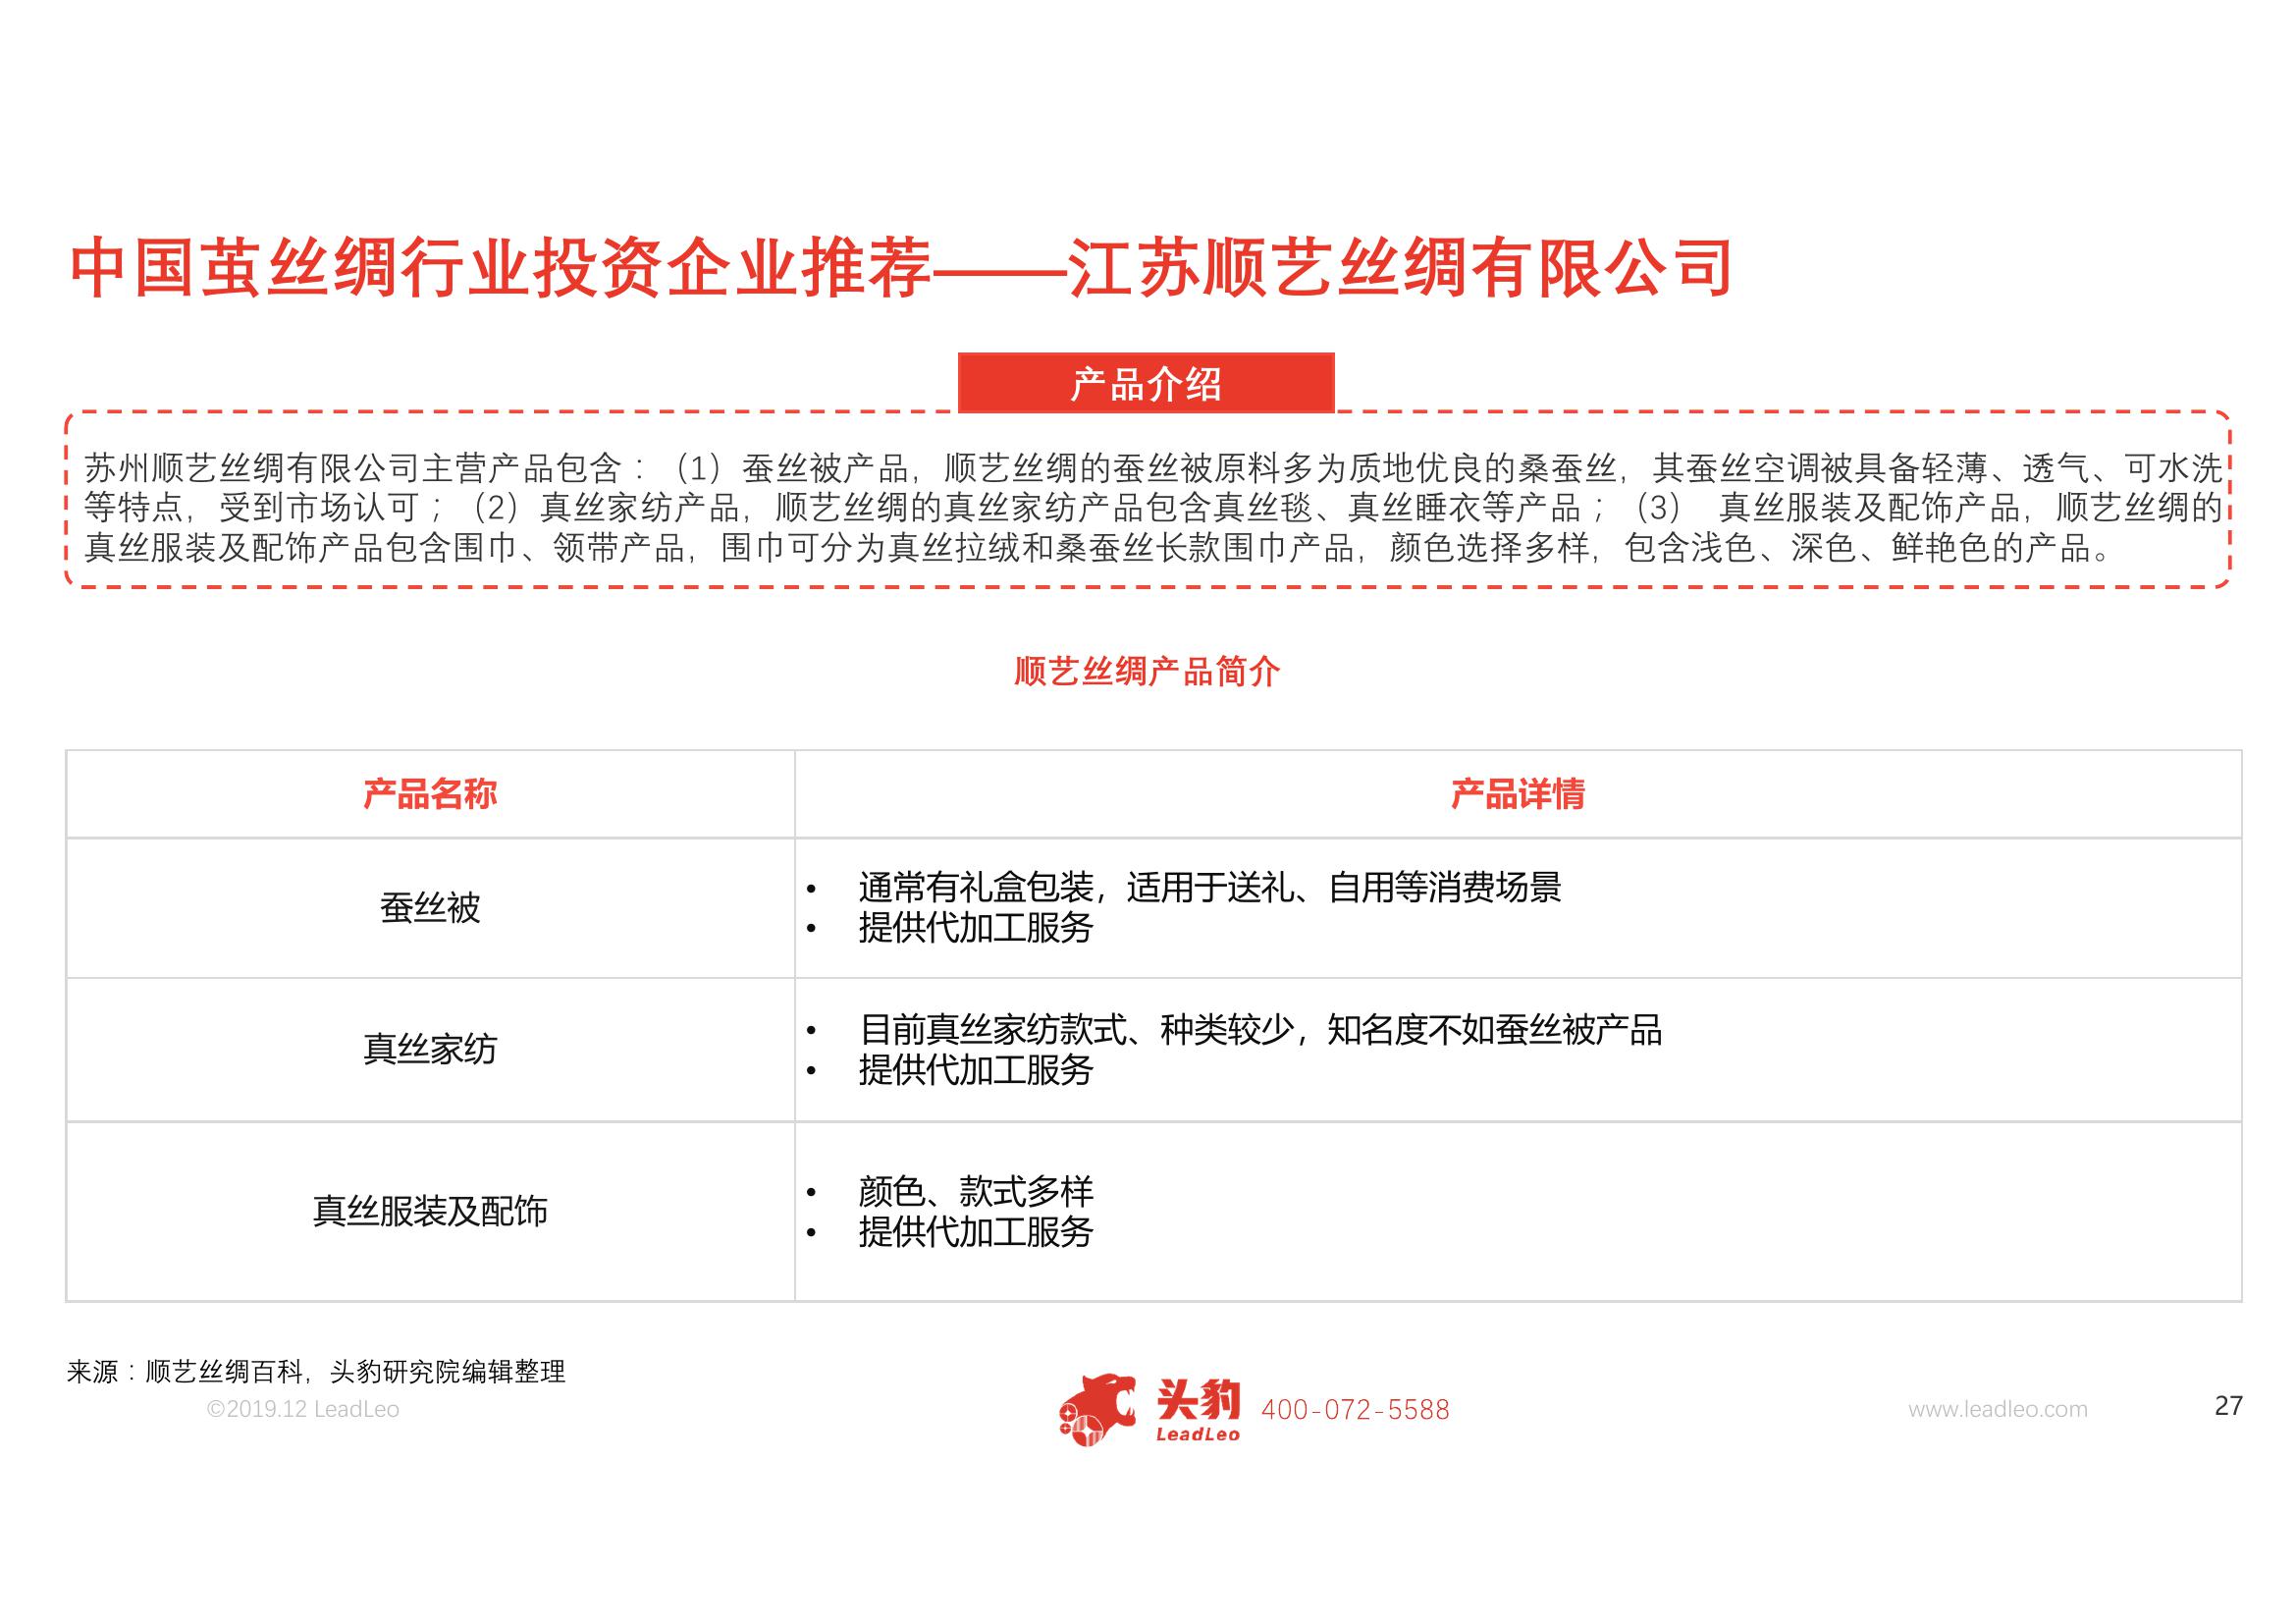 中国茧丝绸行业投资企业推荐——江苏顺艺丝绸有限公司
产品介绍
苏州顺艺丝绸有限公司主营产品包含：（1）蚕丝被产品，顺艺丝绸的蚕丝被原料多为质地优良的桑蚕丝，其蚕丝空调被具备轻薄、透气、可水洗
等特点，受到市场认可；（2）真丝家纺产品，顺艺丝绸的真丝家纺产品包含真丝毯、真丝睡衣等产品；（3） 真丝服装及配饰产品，顺艺丝绸的
真丝服装及配饰产品包含围巾、领带产品，围巾可分为真丝拉绒和桑蚕丝长款围巾产品，颜色选择多样，包含浅色、深色、鲜艳色的产品。
顺艺丝绸产品简介
产品名称
产品详情
蚕丝被
• 通常有礼盒包装，适用于送礼、自用等消费场景
• 提供代加工服务
真丝家纺
• 目前真丝家纺款式、种类较少，知名度不如蚕丝被产品
• 提供代加工服务
真丝服装及配饰
• 颜色、款式多样
• 提供代加工服务
来源：顺艺丝绸百科，头豹研究院编辑整理
©2019.12 LeadLeo
头豹
LeadLeo
400-072-5588
www.leadleo.com
27